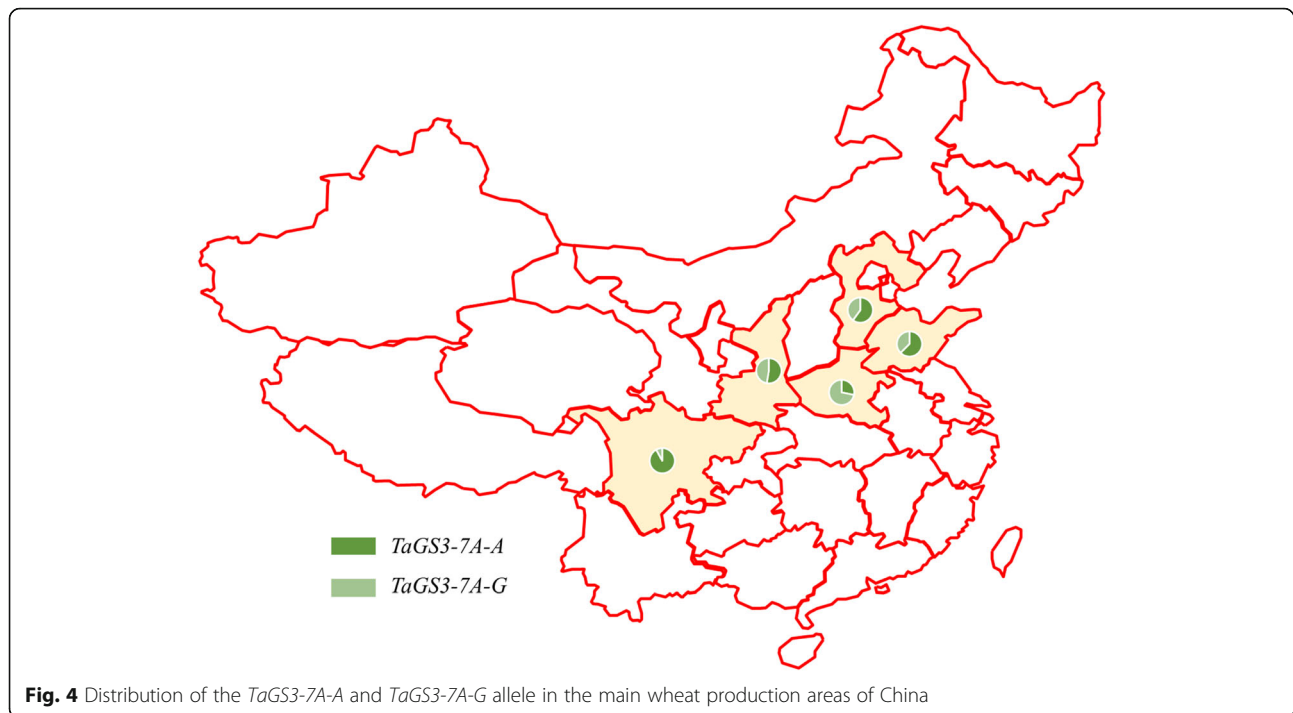 TaGS3-7A-A
TaGS3-7A-G
Fig. 4 Distribution of the TaGS3-7A-A and TaGS3-7A-G allele in the main wheat production areas of China